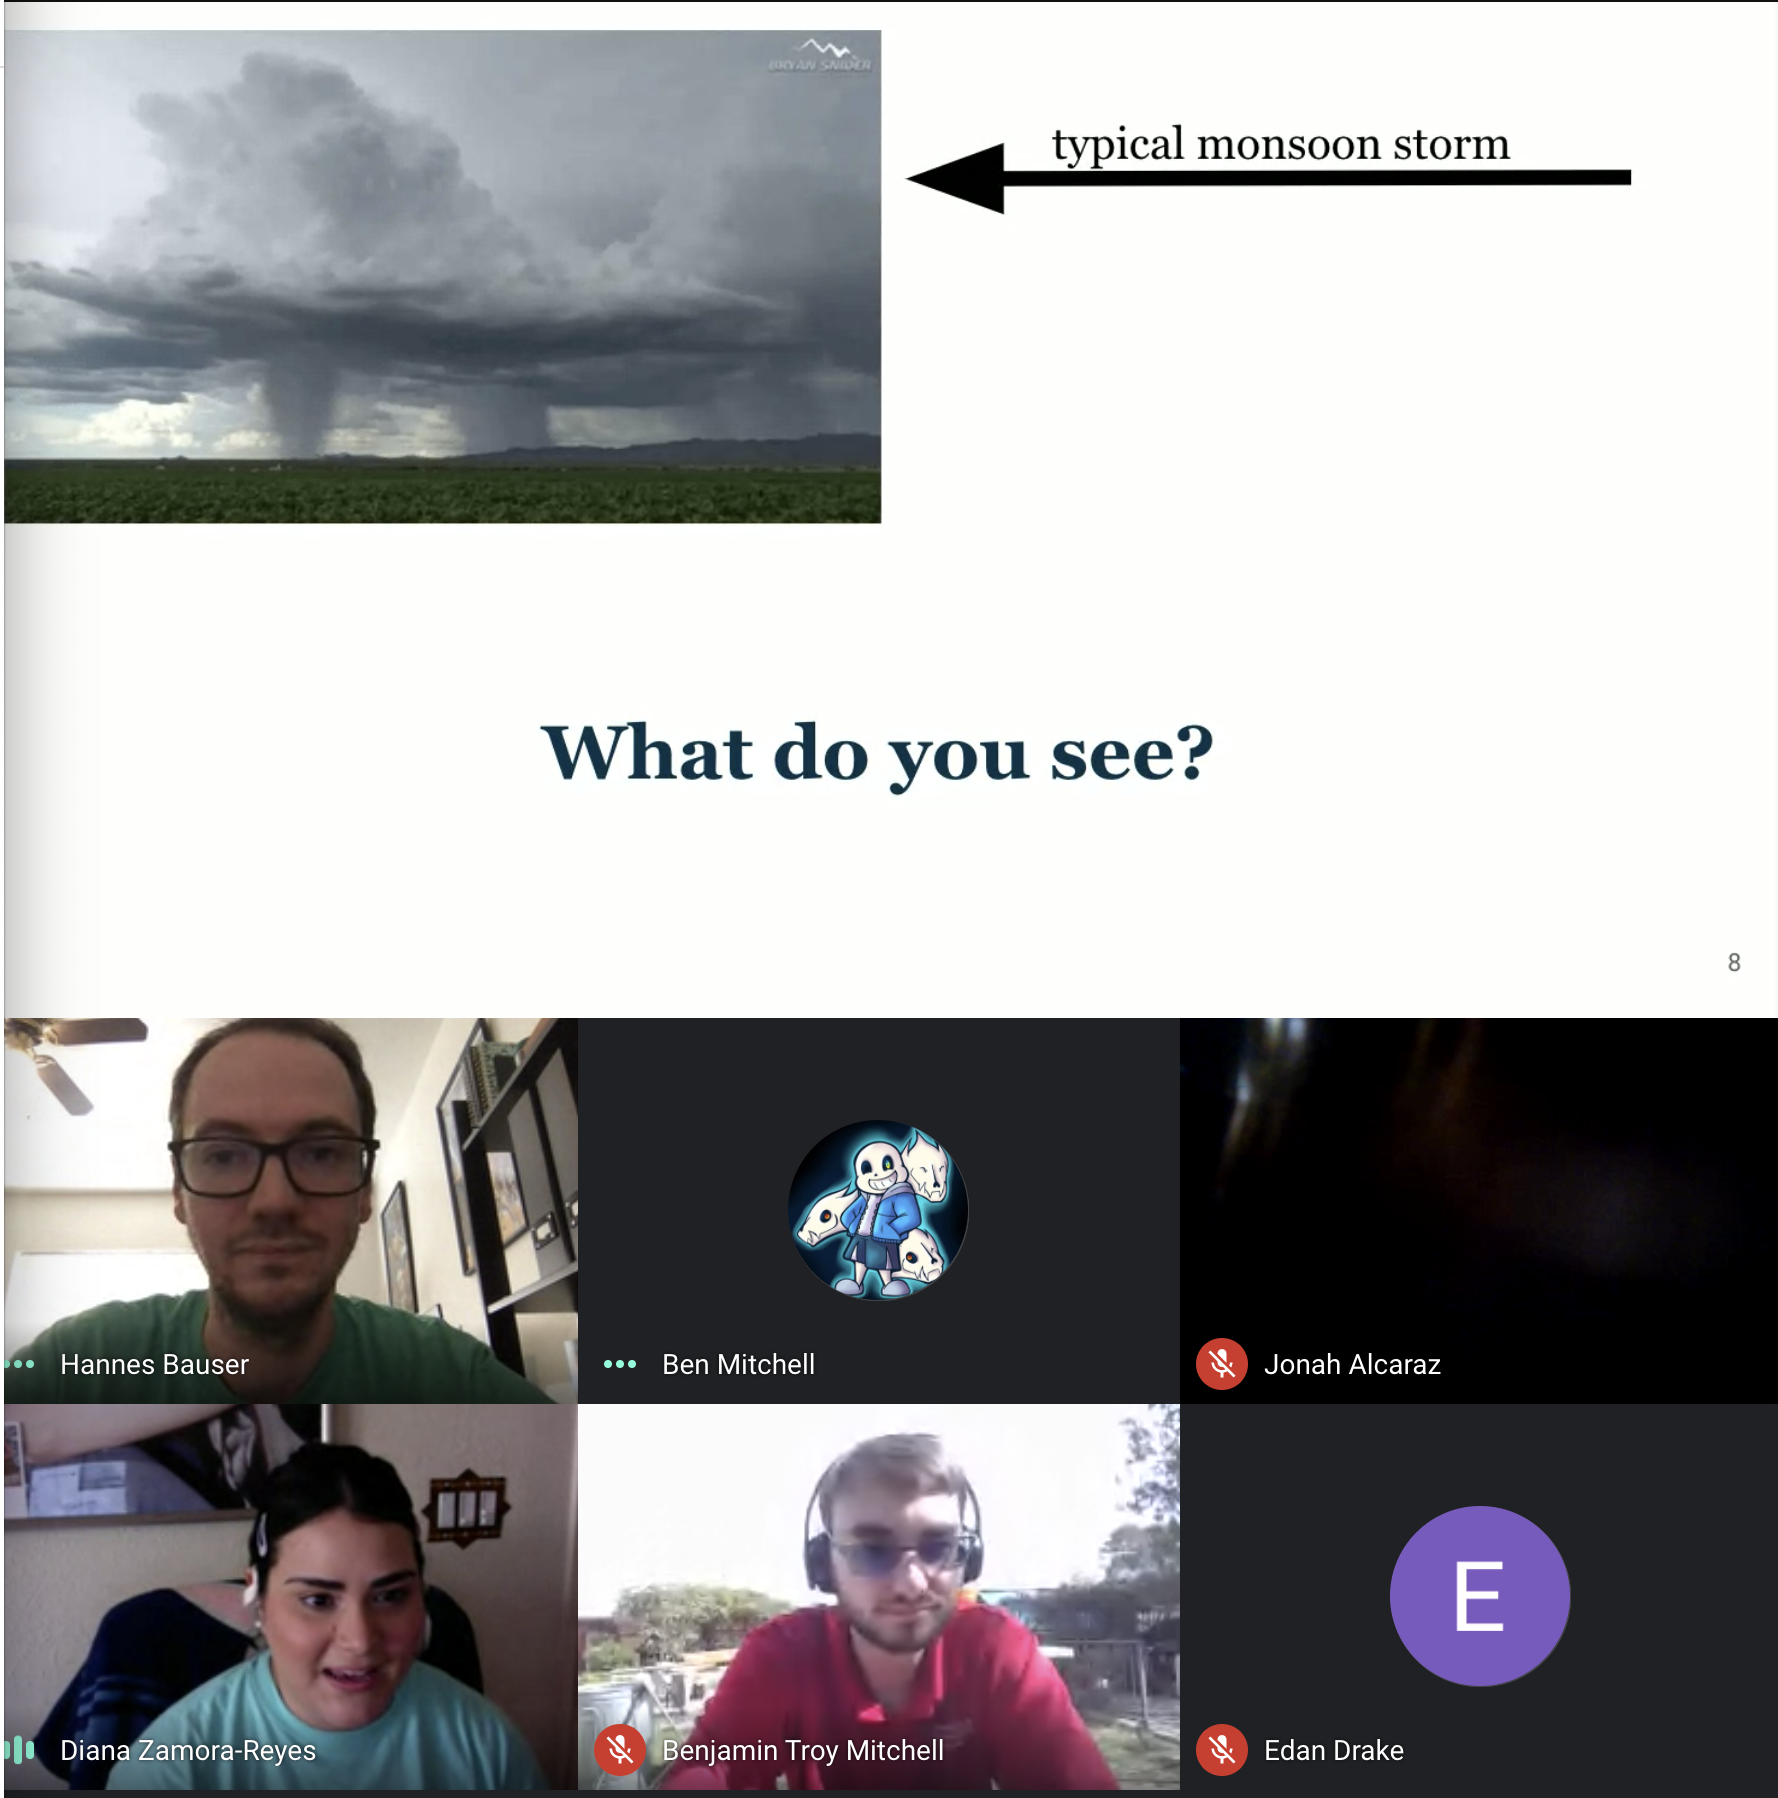 BRYAN SNIDER
typical monsoon storm
What do you see?
8
Hannes Bauser
Ben Mitchell
Jonah Alcaraz
Diana Zamora-Reyes
Benjamin Troy Mitchell
E
Edan Drake